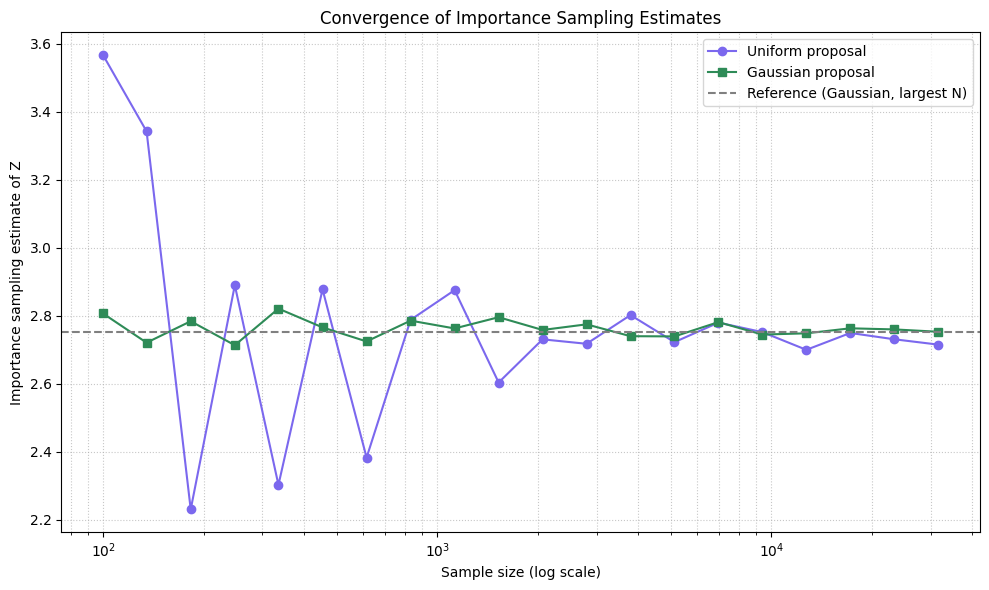 Convergence of Importance Sampling Estimates
Uniform proposal
Gaussian proposal
Reference (Gaussian, largest N)
Importance sampling estimate of Z
3.6
3.4
3.2
3.0
2.8
2.6
2.4
2.2
10²
10³
10⁴
Sample size (log scale)